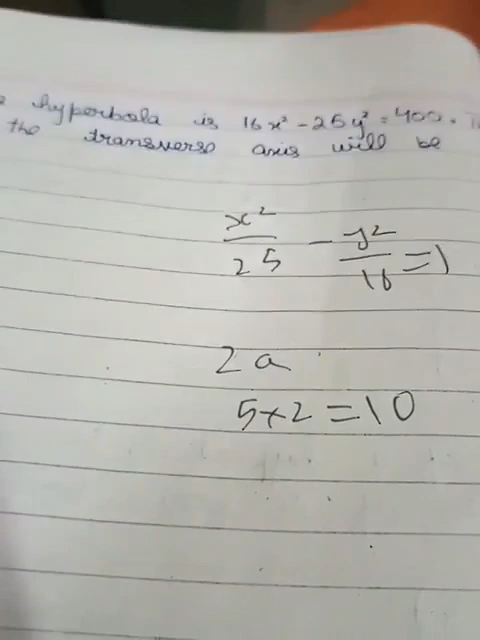 hyperbola is 16x² - 25y² = 400.
the transverse axis will be
x²/25 - y²/16 = 1
2a
5×2 = 10